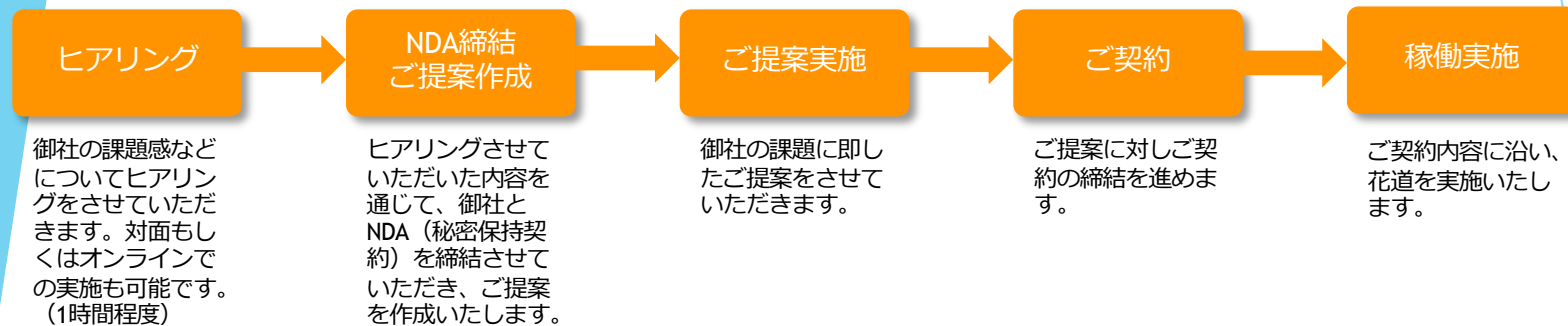 ヒアリング
NDA締結
ご提案作成
ご提案実施
ご契約
稼働実施
御社の課題感など
についてヒアリン
グをさせていただ
きます。対面もし
くはオンラインで
の実施も可能です。
（1時間程度）
ヒアリングさせて
いただいた内容を
通じて、御社と
NDA（秘密保持契
約）を締結させて
いただき、ご提案
を作成いたします。
御社の課題に即し
たご提案をさせて
いただきます。
ご提案に対しご契
約の締結を進めま
す。
ご契約内容に沿い、
花道を実施いたし
ます。